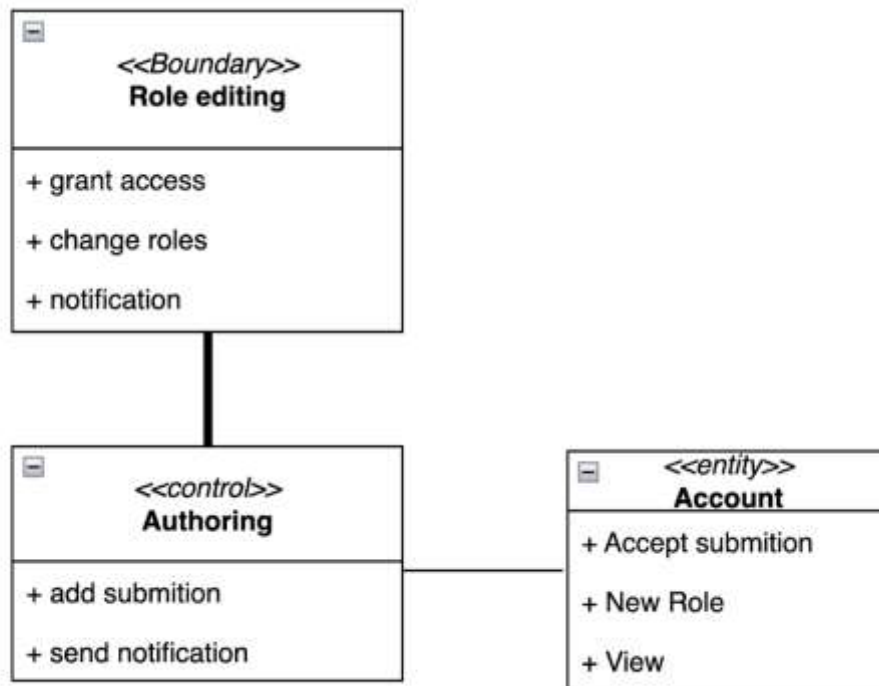 <<Boundary>>
Role editing
+ grant access
+ change roles
+ notification
<<control>>
Authoring
+ add submition
+ send notification
<<entity>>
Account
+ Accept submition
+ New Role
+ View